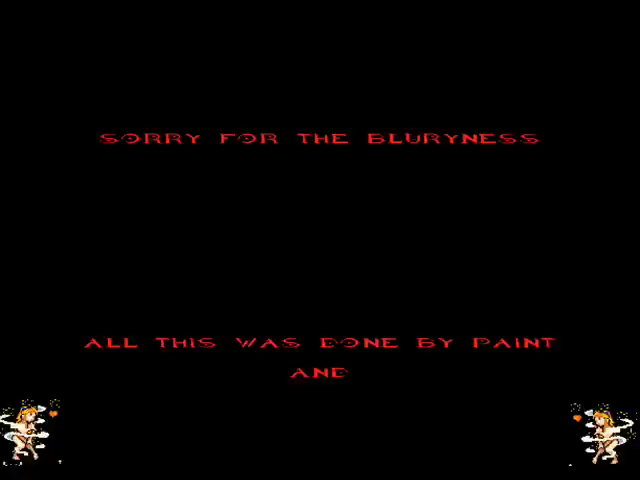 SORRY FOR THE BLURYNESS
ALL THIS WAS DONE BY PAINT
AND